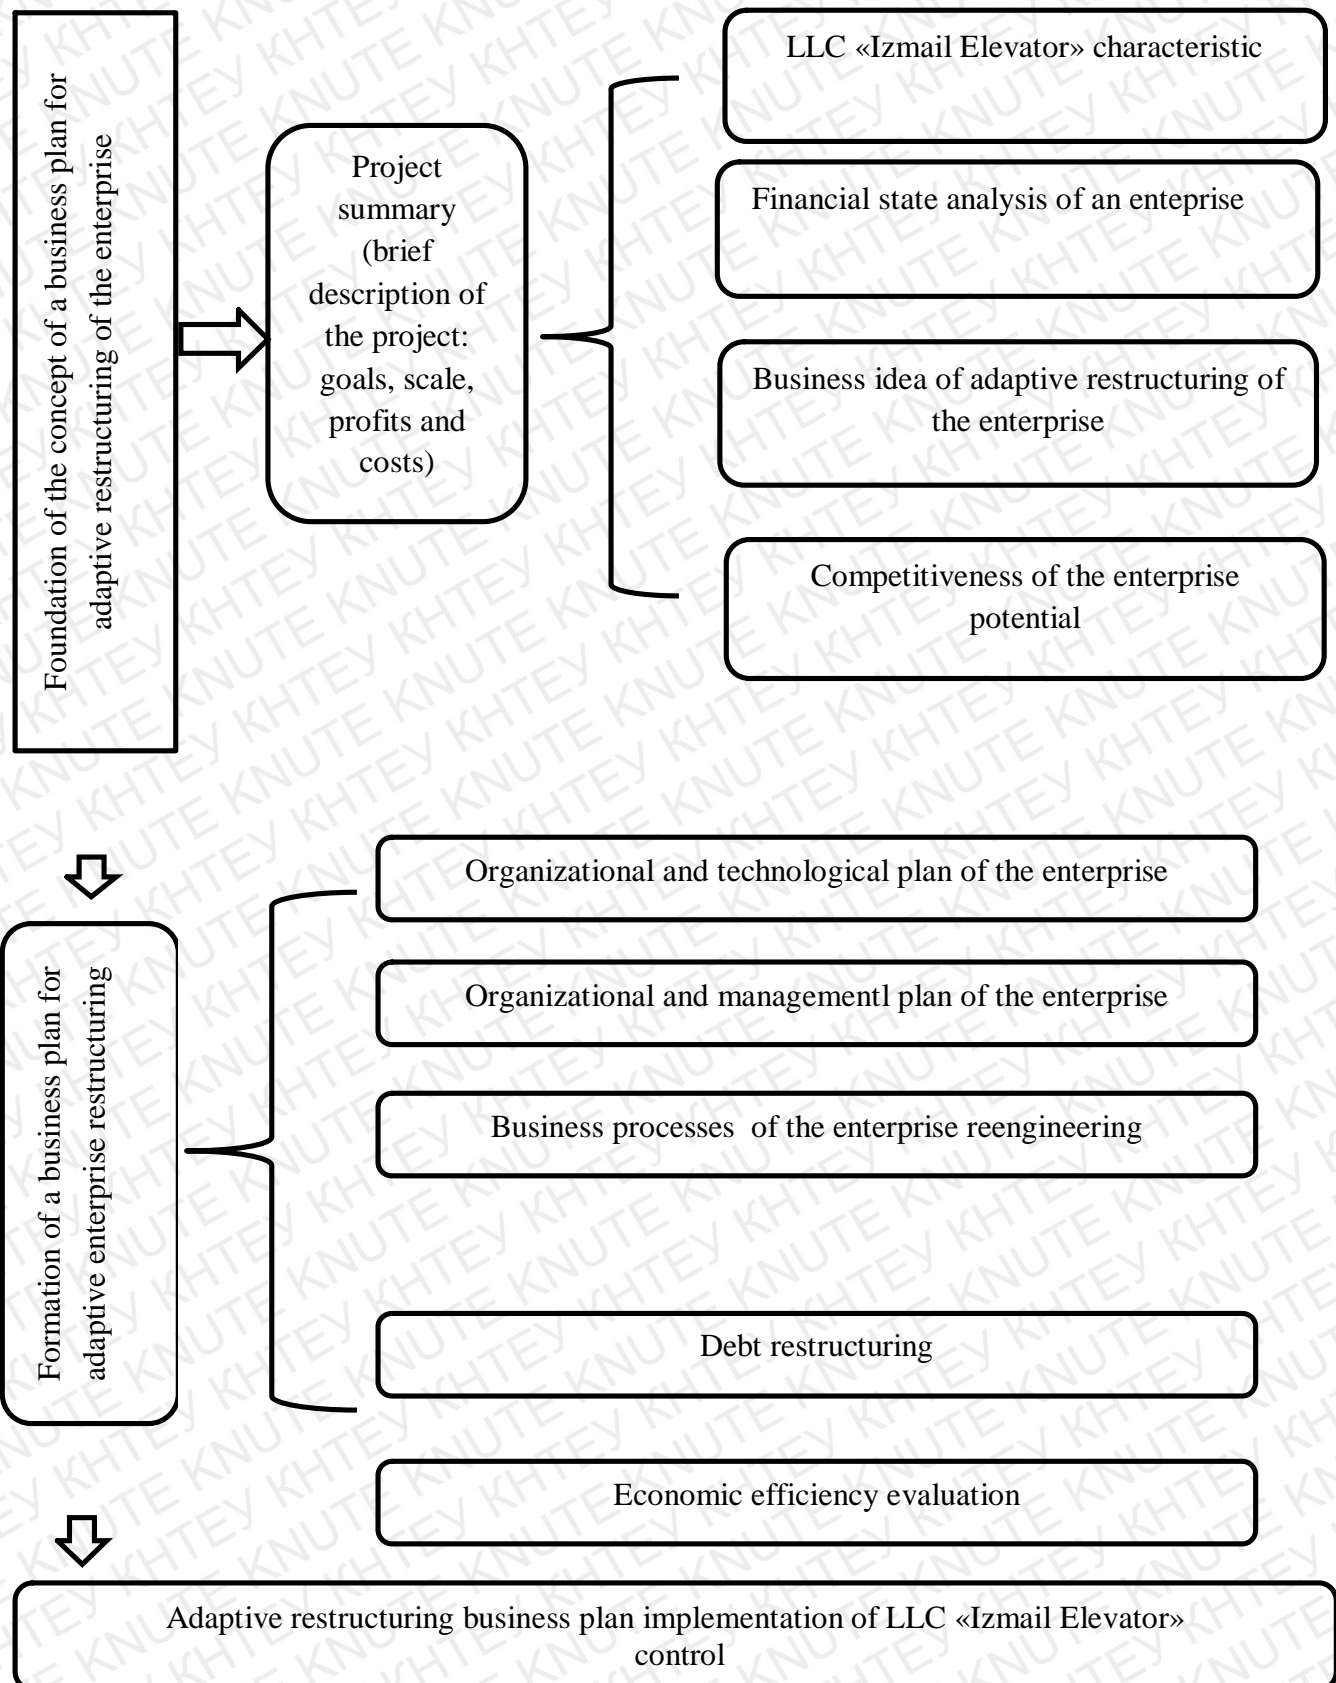 Foundation of the concept of a business plan for
adaptive restructuring of the enterprise
Project
summary
(brief
description of
the project:
goals, scale,
profits and
costs)
LLC «Izmail Elevator» characteristic
Financial state analysis of an enteprise
Business idea of adaptive restructuring of
the enterprise
Competitiveness of the enterprise
potential
Formation of a business plan for
adaptive enterprise restructuring
Organizational and technological plan of the enterprise
Organizational and managementl plan of the enterprise
Business processes  of the enterprise reengineering
Debt restructuring
Economic efficiency evaluation
Adaptive restructuring business plan implementation of LLC «Izmail Elevator»
control
KNUTE КНТЕУ